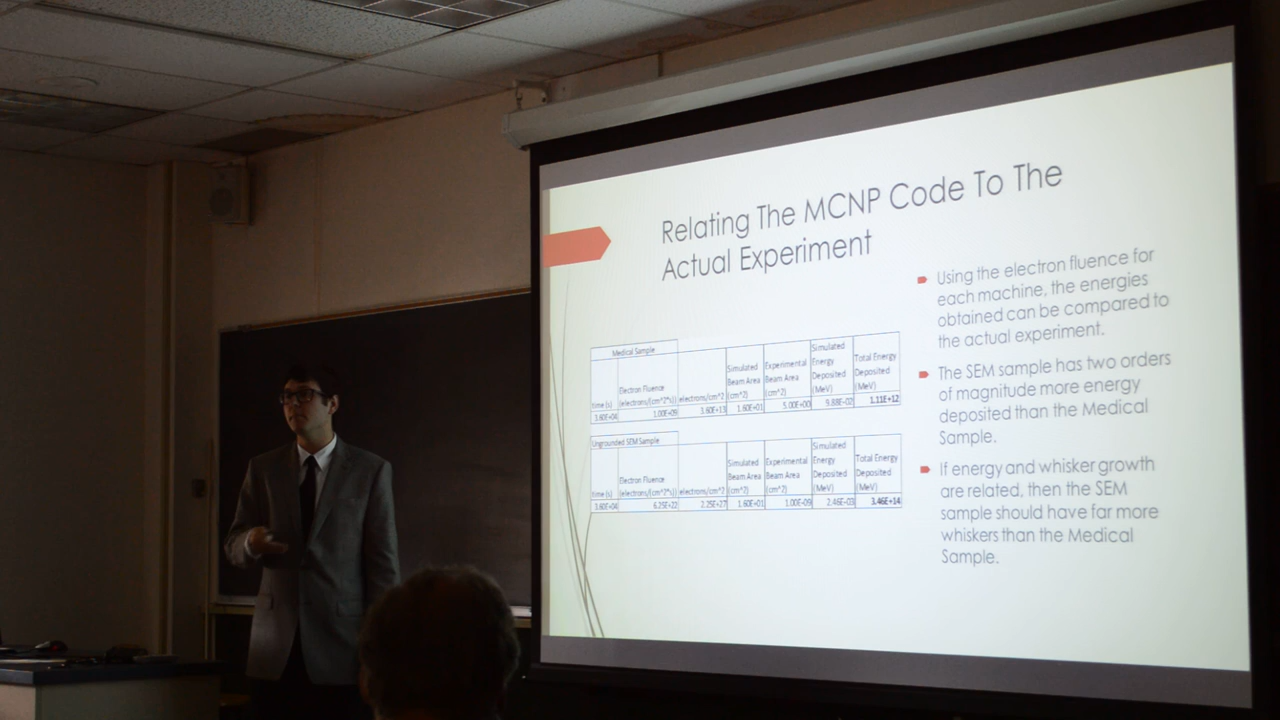 Relating The MCNP Code To The
Actual Experiment
Medical Sample
time (s)
Electron Fluence
(electrons/(cm^2*s))
electrons/cm^2
Simulated
Beam Area
(cm^2)
Experimental
Beam Area
(cm^2)
Simulated
Energy
Deposited
(MeV)
Total Energy
Deposited
(MeV)
3.60E+04 1.00E+09 3.60E+13 1.60E+01 5.00E+00 9.88E-02 1.11E+12
Ungrounded SEM Sample
time (s)
Electron Fluence
(electrons/(cm^2*s))
electrons/cm^2
Simulated
Beam Area
(cm^2)
Experimental
Beam Area
(cm^2)
Simulated
Energy
Deposited
(MeV)
Total Energy
Deposited
(MeV)
3.60E+04 6.25E+22 2.25E+27 1.60E+01 1.00E-09 2.46E-03 3.46E+14
Using the electron fluence for
each machine, the energies
obtained can be compared to
the actual experiment.
The SEM sample has two orders
of magnitude more energy
deposited than the Medical
Sample.
If energy and whisker growth
are related, then the SEM
sample should have far more
whiskers than the Medical
Sample.